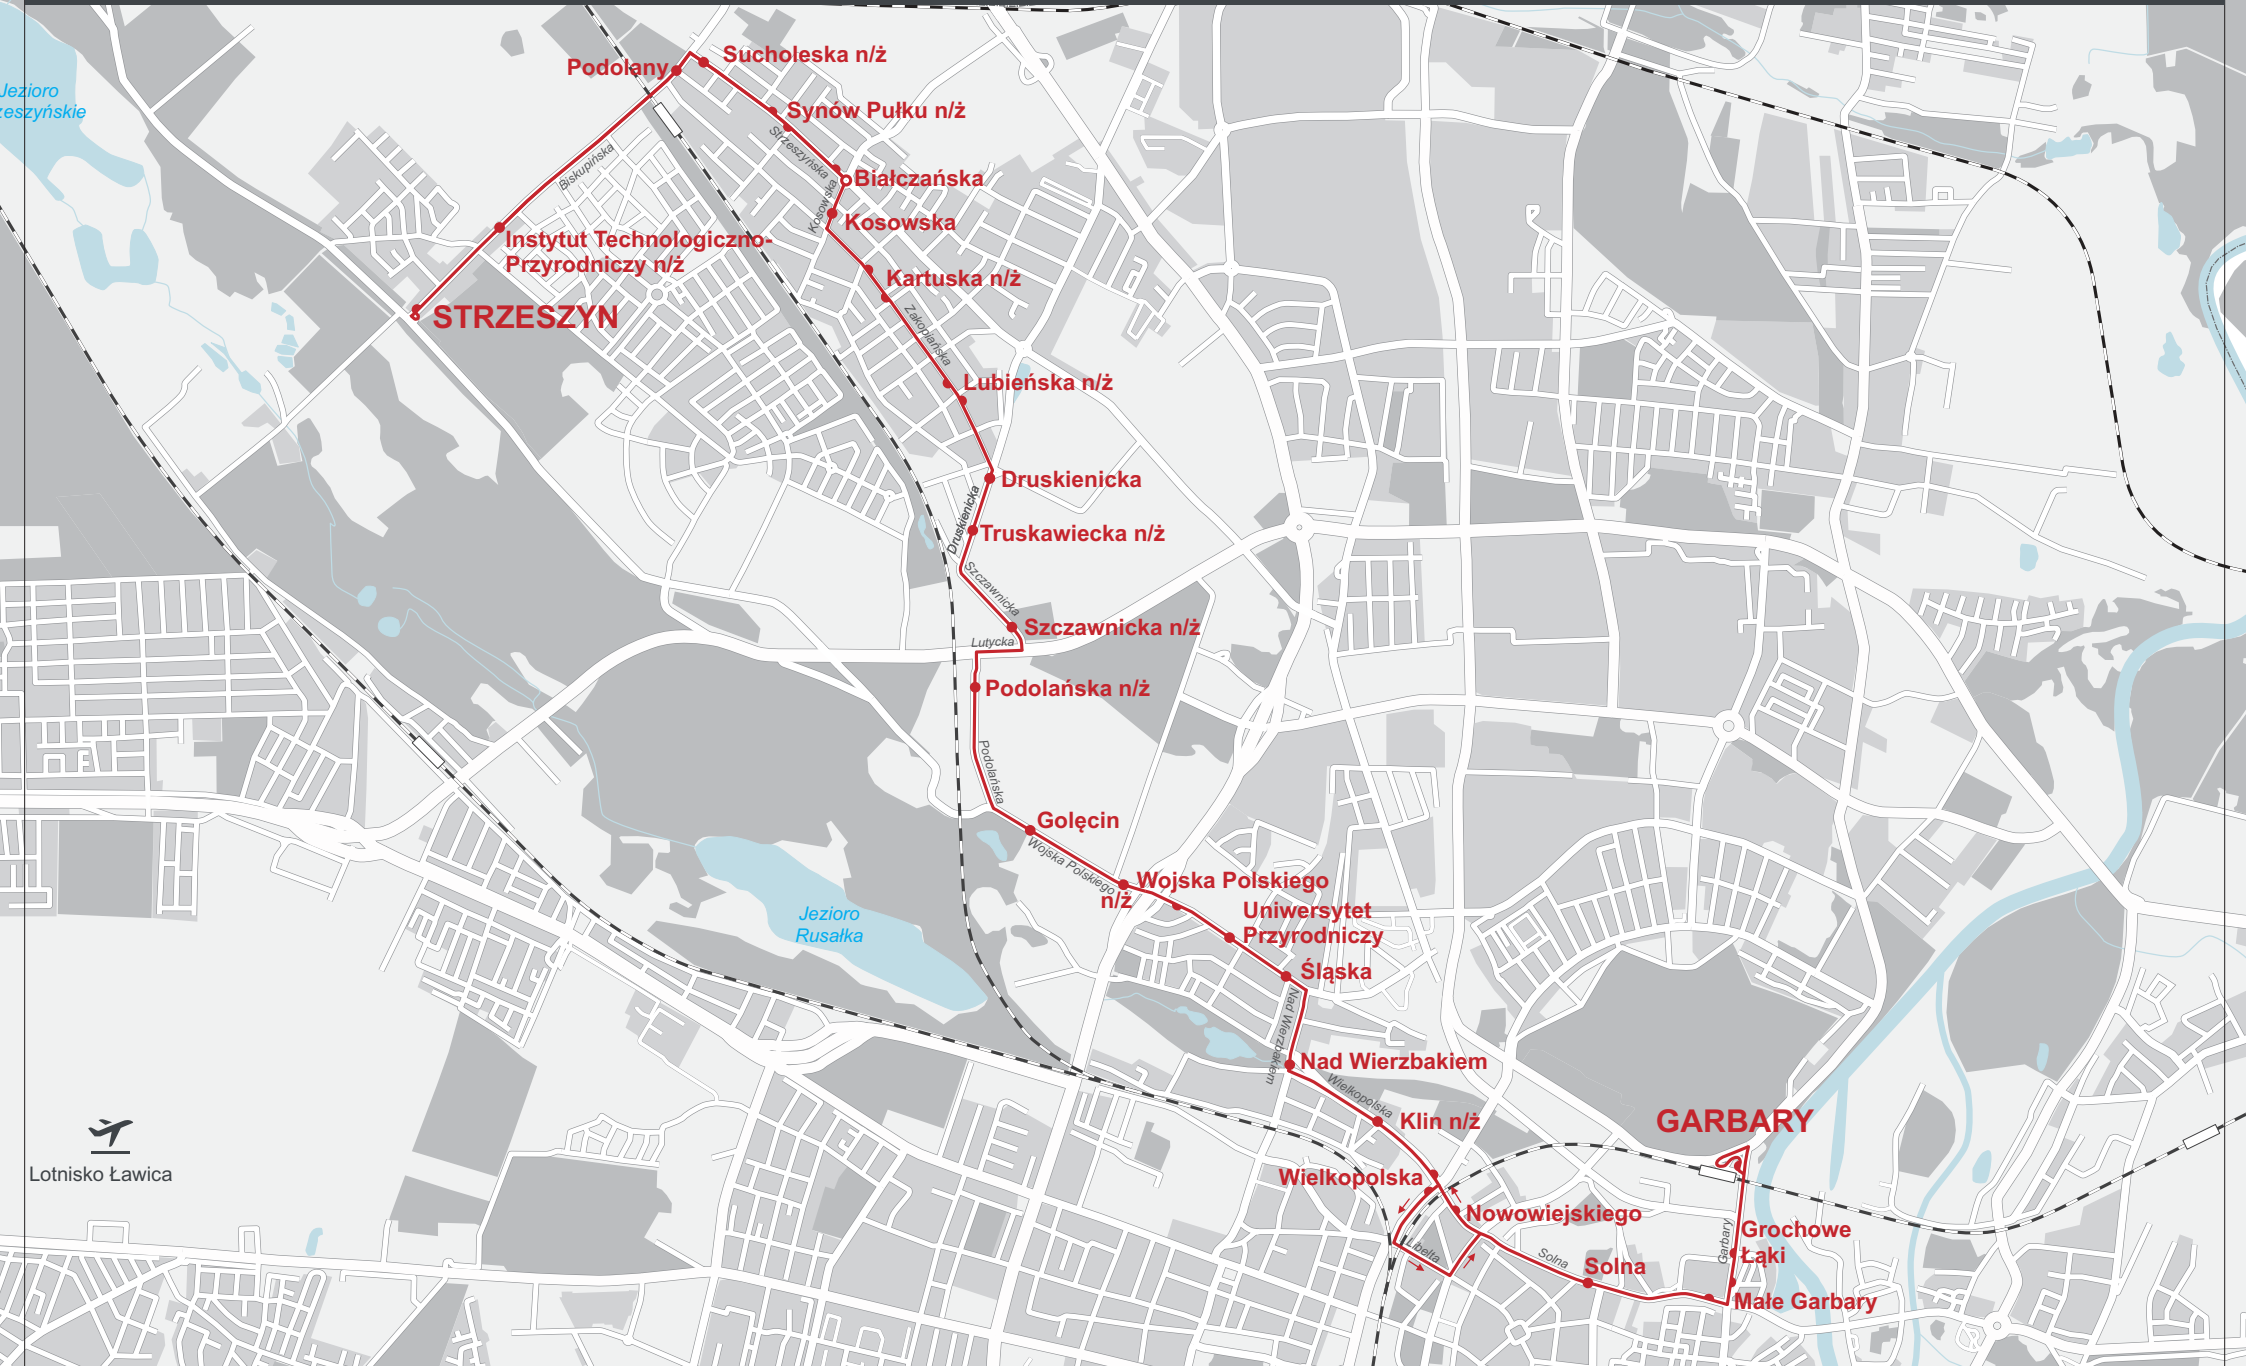 Sucholeska n/ż
Podolany
Jezioro
Synów Pułku n/ż
Strzeszyńska
Biskupińska
Białczańska
Kosowska
Kosowska
Instytut Technologiczno-
Przyrodniczy n/ż
Kartuska n/ż
STRZESZYN
Zakopiańska
Lubieńska n/ż
Druskienicka
Druskienicka
Truskawiecka n/ż
Szczawnicka
Szczawnicka n/ż
Lutycka
Podolańska n/ż
Podolańska
Golęcin
Wojska Polskiego
Wojska Polskiego
n/ż
Jezioro
Rusałka
Uniwersytet
Przyrodniczy
Śląska
Nad Wierzbakiem
Nad Wierzbakiem
Wielkopolska
Klin n/ż
GARBARY
Lotnisko Ławica
Wielkopolska
Nowowiejskiego
Libelta
Solna
Solna
Garbary
Grochowe
Łąki
Małe Garbary